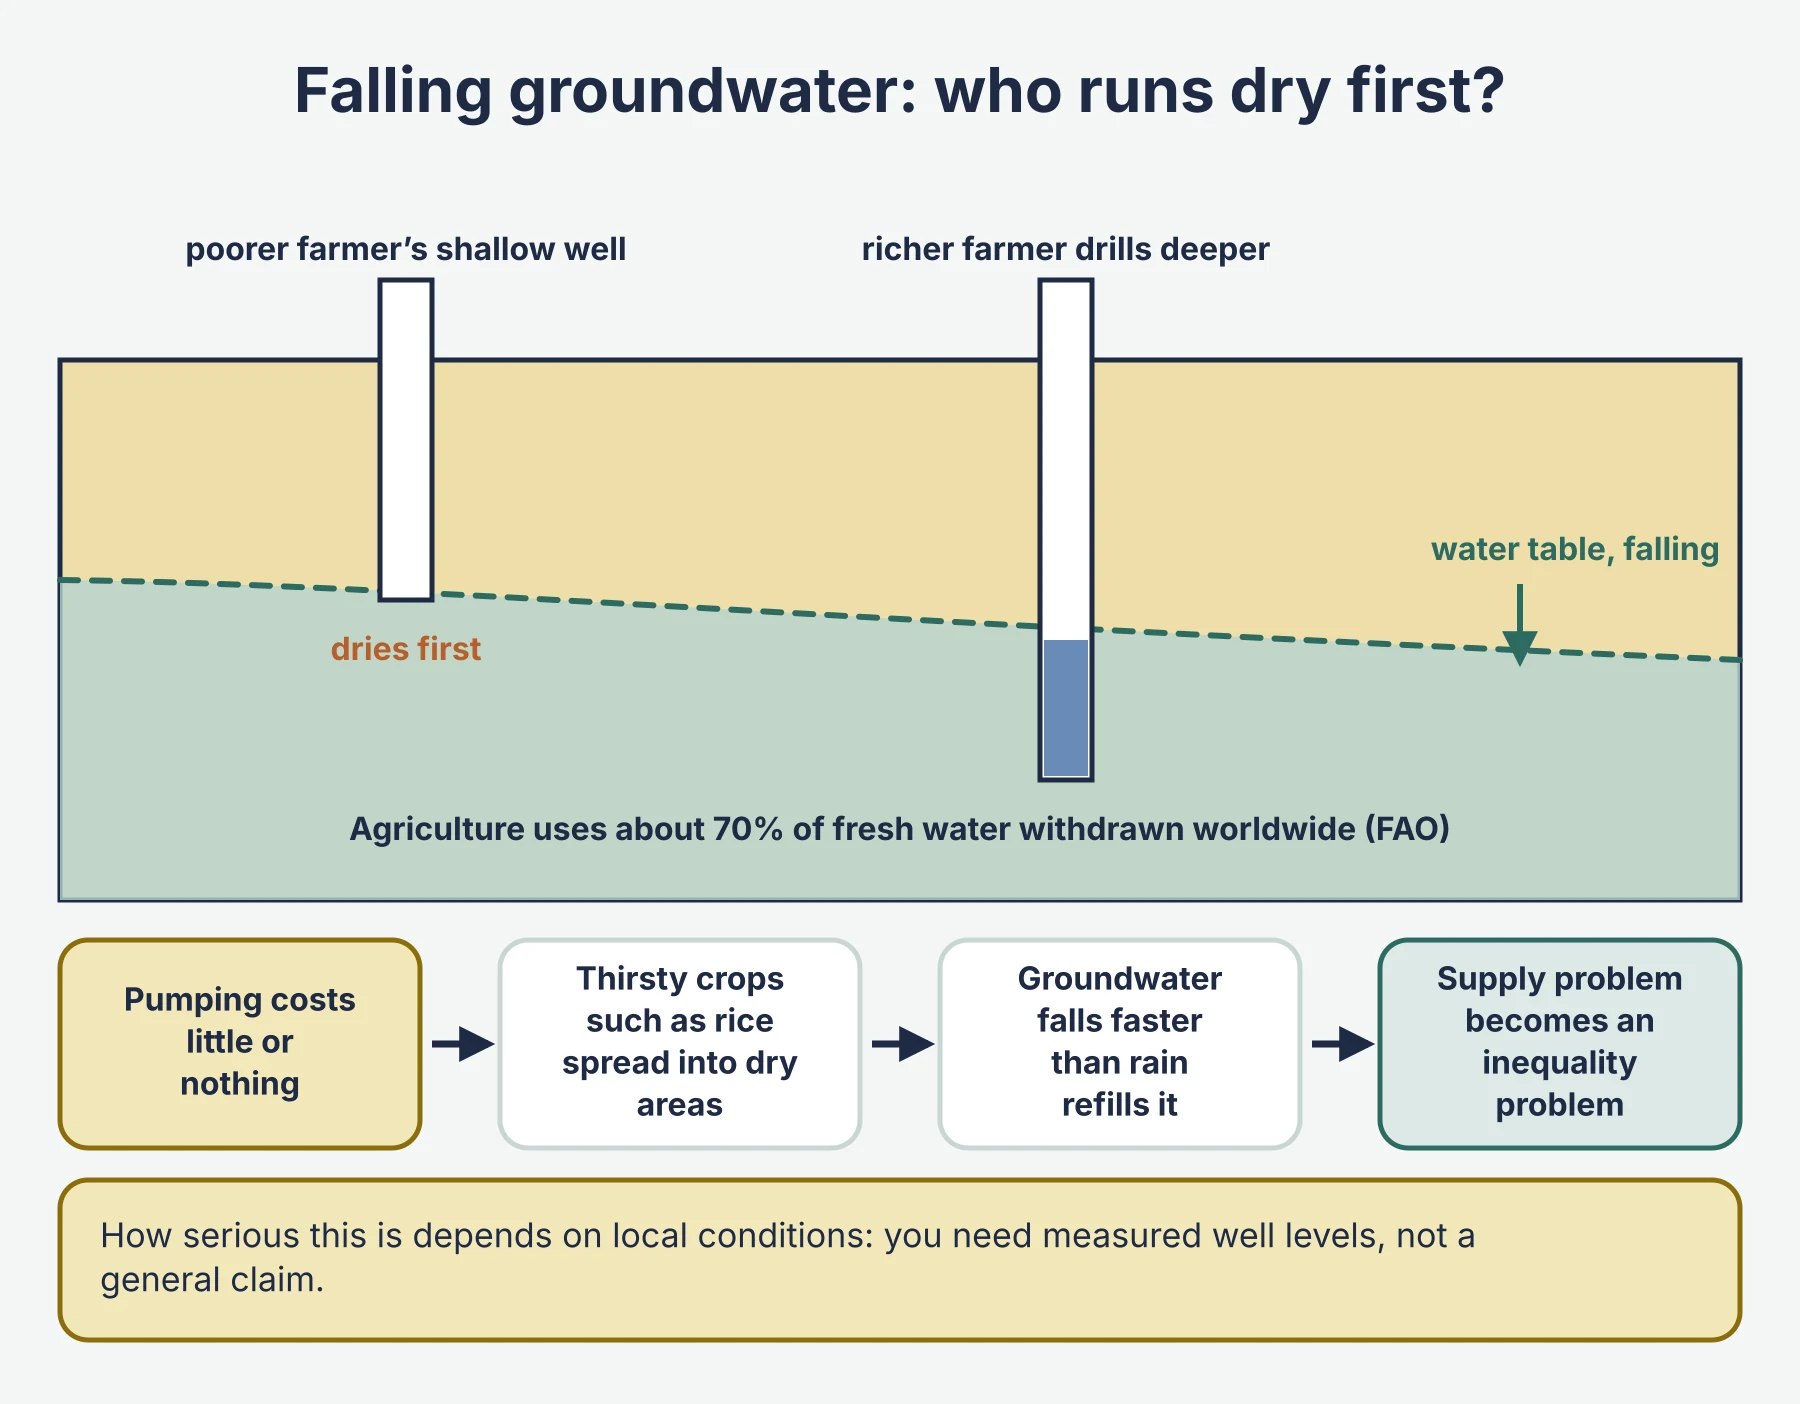 Falling groundwater: who runs dry first?
poorer farmer’s shallow well
richer farmer drills deeper
water table, falling
dries first
Agriculture uses about 70% of fresh water withdrawn worldwide (FAO)
Pumping costs
little or
nothing
Thirsty crops
such as rice
spread into dry
areas
Groundwater
falls faster
than rain
refills it
Supply problem
becomes an
inequality
problem
How serious this is depends on local conditions: you need measured well levels, not a
general claim.